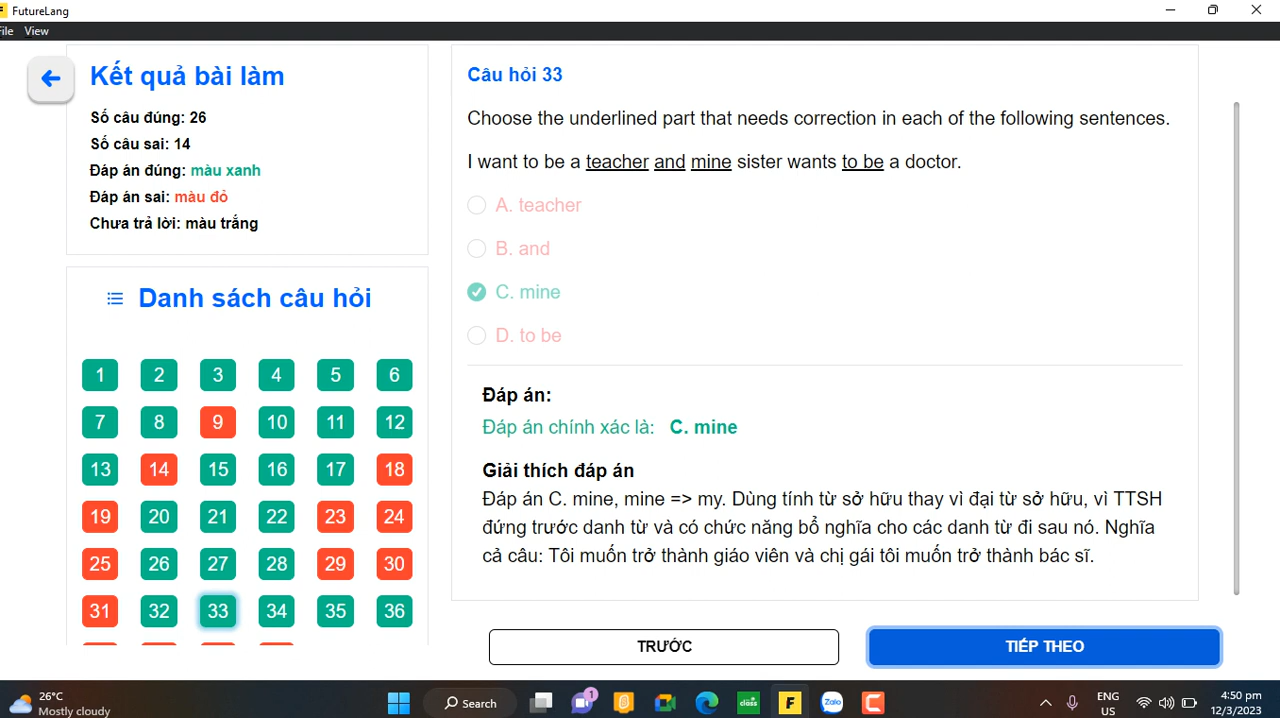 FutureLang
File View
Kết quả bài làm
Số câu đúng: 26
Số câu sai: 14
Đáp án đúng: màu xanh
Đáp án sai: màu đỏ
Chưa trả lời: màu trắng
Danh sách câu hỏi
1 2 3 4 5 6
7 8 9 10 11 12
13 14 15 16 17 18
19 20 21 22 23 24
25 26 27 28 29 30
31 32 33 34 35 36
Câu hỏi 33
Choose the underlined part that needs correction in each of the following sentences.
I want to be a teacher and mine sister wants to be a doctor.
A. teacher
B. and
C. mine
D. to be
Đáp án:
Đáp án chính xác là: C. mine
Giải thích đáp án
Đáp án C. mine, mine => my. Dùng tính từ sở hữu thay vì đại từ sở hữu, vì TTSH
đứng trước danh từ và có chức năng bổ nghĩa cho các danh từ đi sau nó. Nghĩa
cả câu: Tôi muốn trở thành giáo viên và chị gái tôi muốn trở thành bác sĩ.
TRƯỚC
TIẾP THEO
26°C
Mostly cloudy
Search
1
class
F
Zalo
ENG
US
4:50 pm
12/3/2023